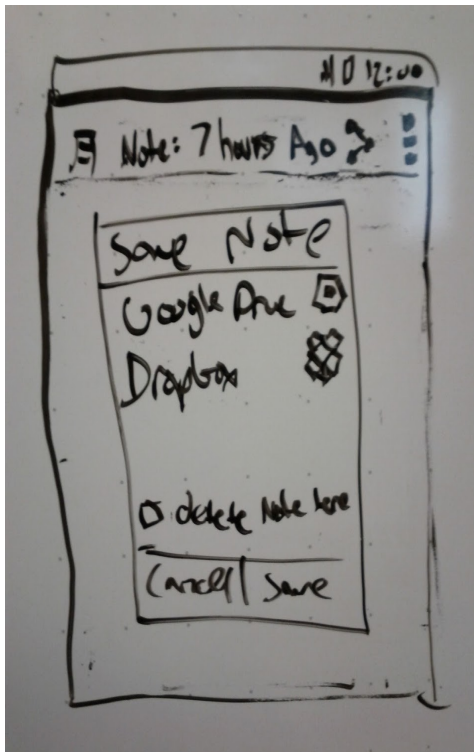 12:00
Note: 7 hours Ago
Save Note
Google Drive
Dropbox
delete Note here
Cancel | Save